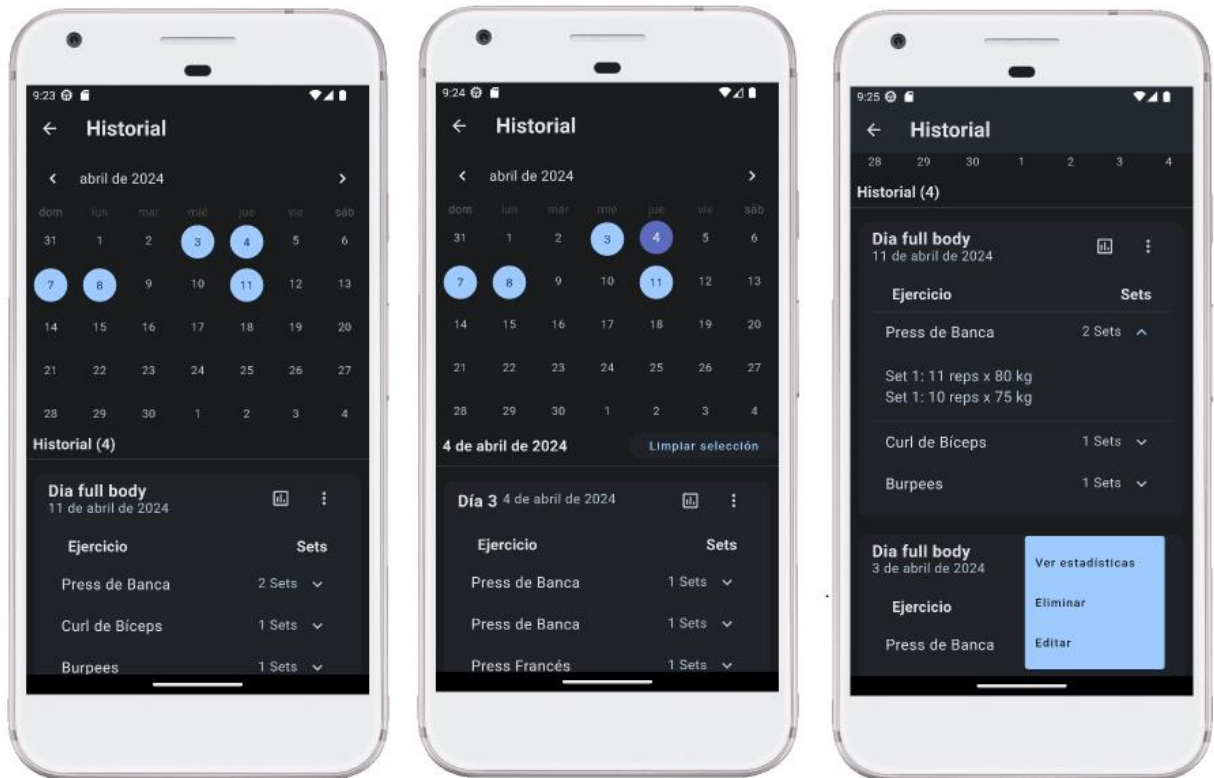 9:23
Historial
abril de 2024
dom lun mar mié jue vie sáb
31 1 2 3 4 5 6
7 8 9 10 11 12 13
14 15 16 17 18 19 20
21 22 23 24 25 26 27
28 29 30 1 2 3 4
Historial (4)
Dia full body
11 de abril de 2024
Ejercicio Sets
Press de Banca 2 Sets
Curl de Bíceps 1 Sets
Burpees 1 Sets
9:24
Historial
abril de 2024
dom lun mar mié jue vie sáb
31 1 2 3 4 5 6
7 8 9 10 11 12 13
14 15 16 17 18 19 20
21 22 23 24 25 26 27
28 29 30 1 2 3 4
4 de abril de 2024 Limpiar selección
Día 3 4 de abril de 2024
Ejercicio Sets
Press de Banca 1 Sets
Press de Banca 1 Sets
Press Francés 1 Sets
9:25
Historial
28 29 30 1 2 3 4
Historial (4)
Dia full body
11 de abril de 2024
Ejercicio Sets
Press de Banca 2 Sets
Set 1: 11 reps x 80 kg
Set 1: 10 reps x 75 kg
Curl de Bíceps 1 Sets
Burpees 1 Sets
Dia full body
3 de abril de 2024
Ejercicio
Press de Banca
Ver estadísticas
Eliminar
Editar